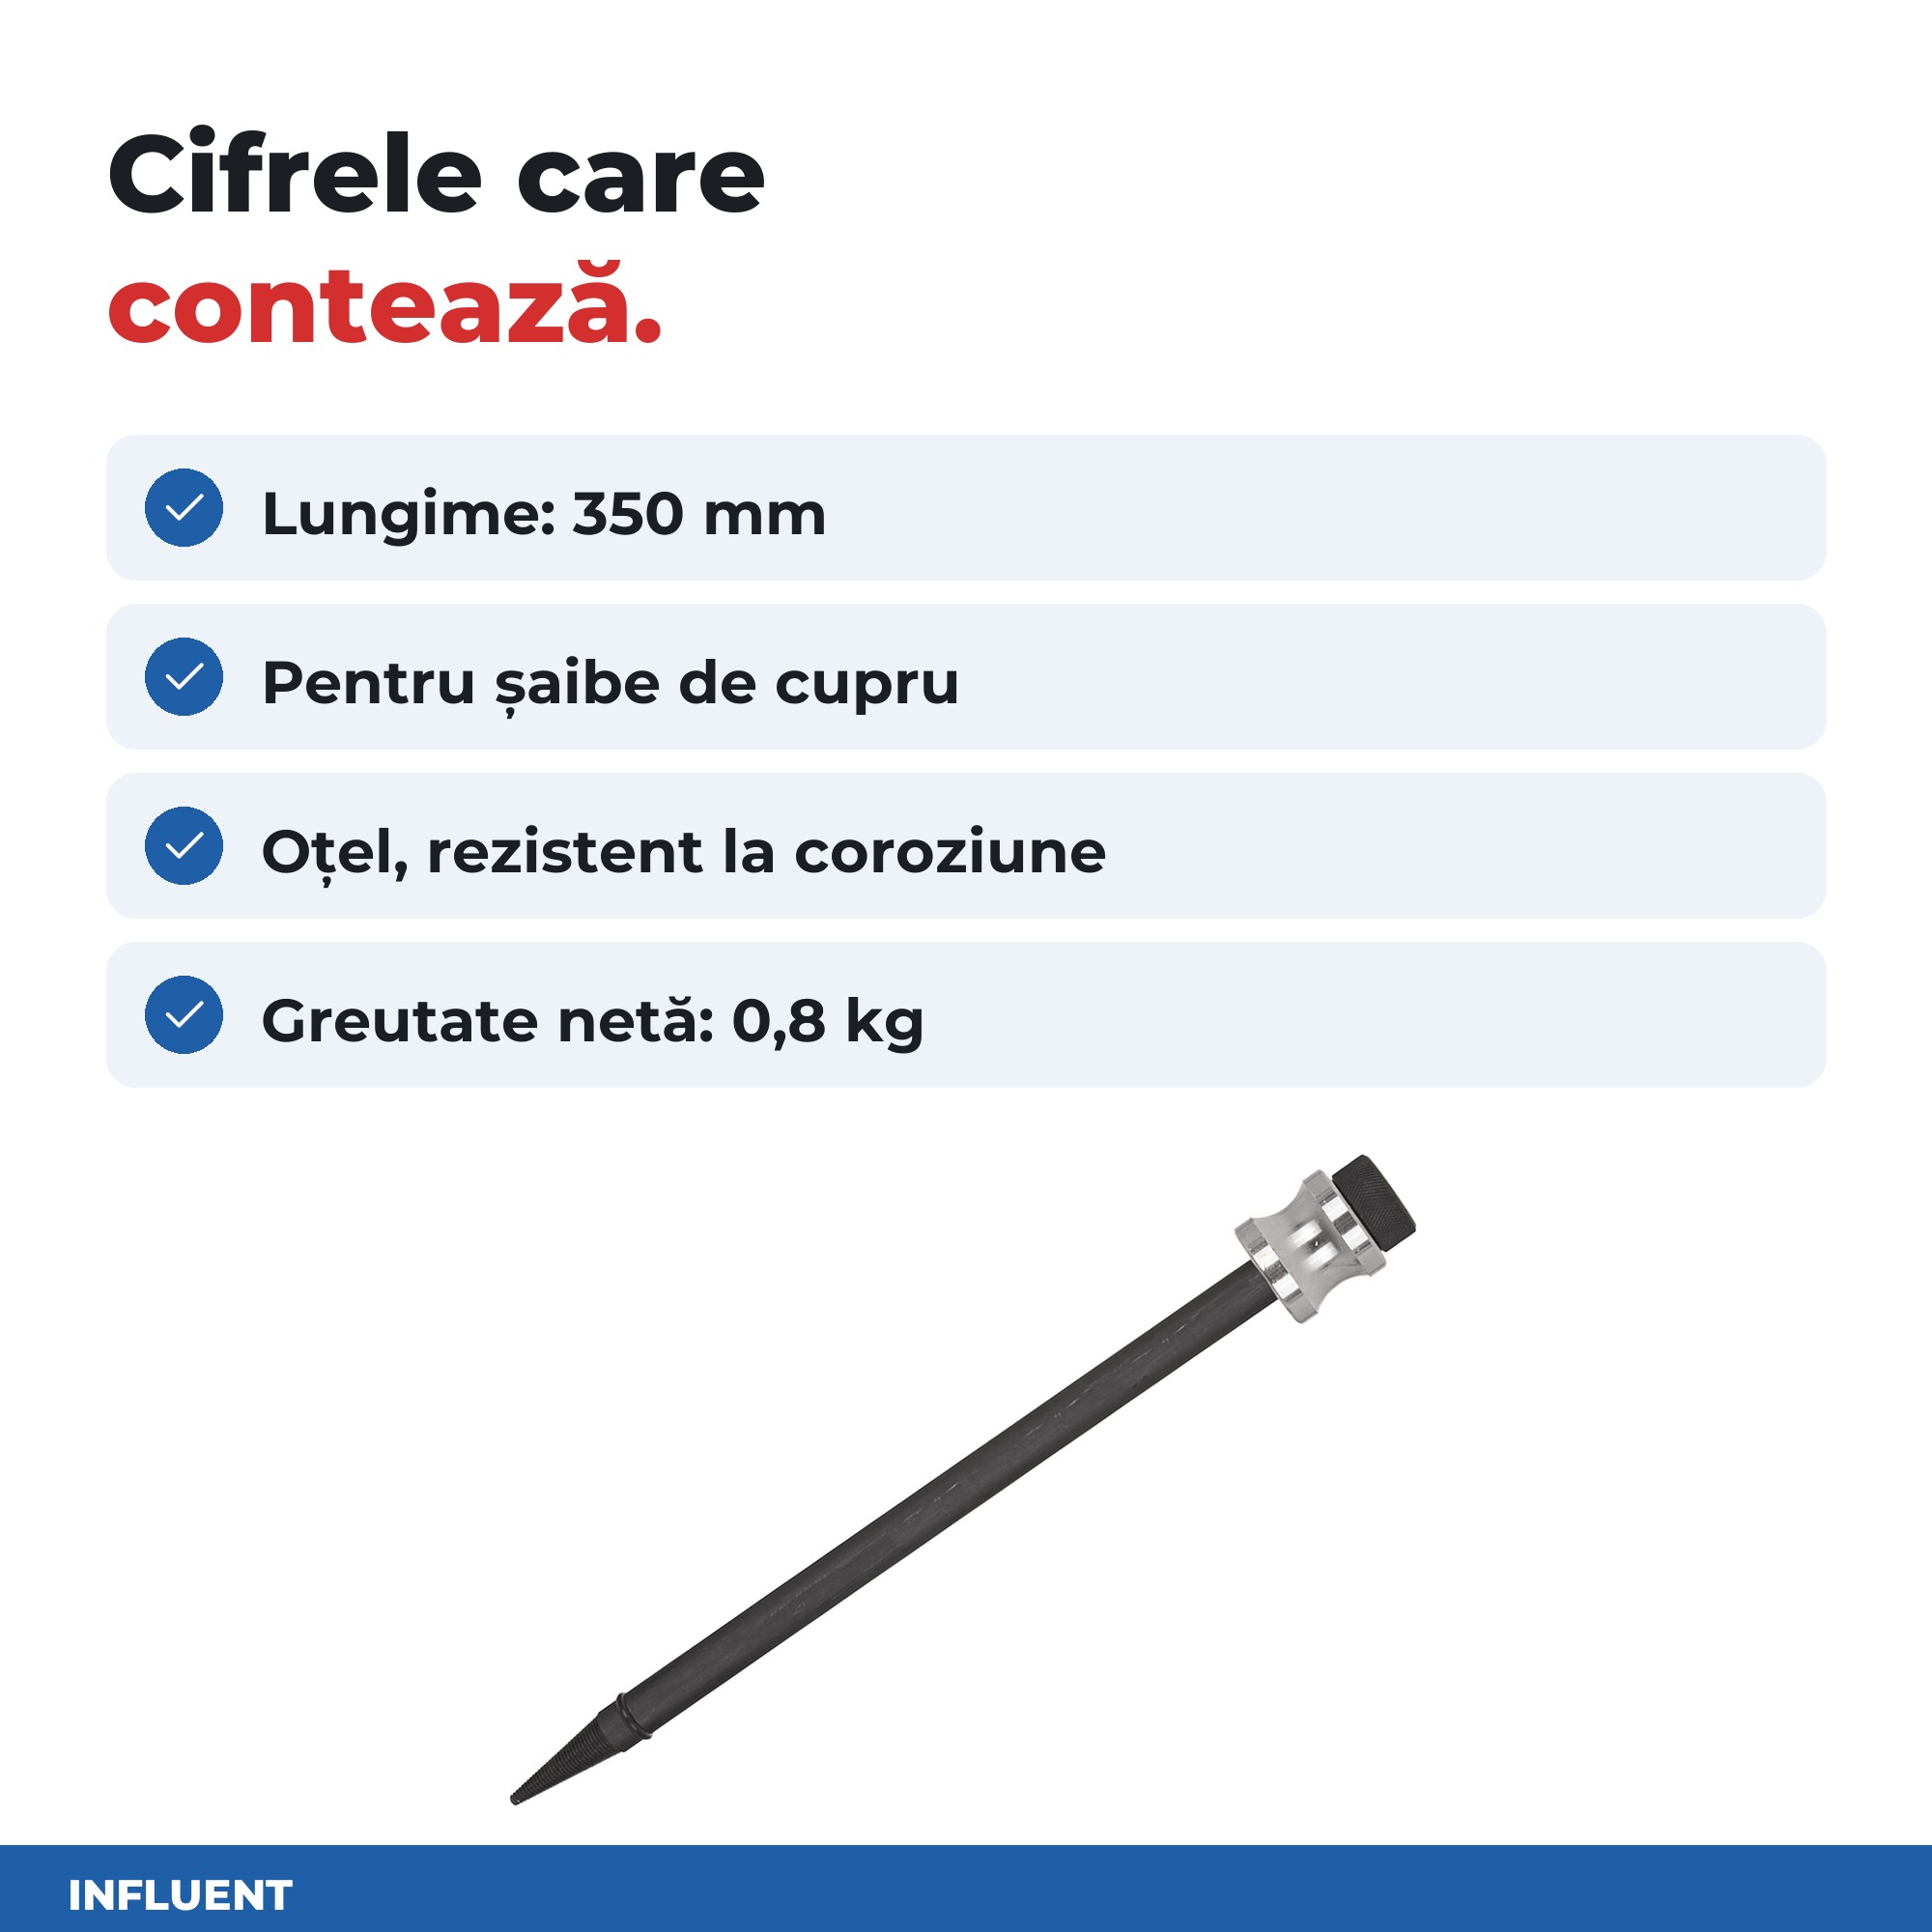 Cifrele care
contează.
Lungime: 350 mm
Pentru șaibe de cupru
Oțel, rezistent la coroziune
Greutate netă: 0,8 kg
INFLUENT